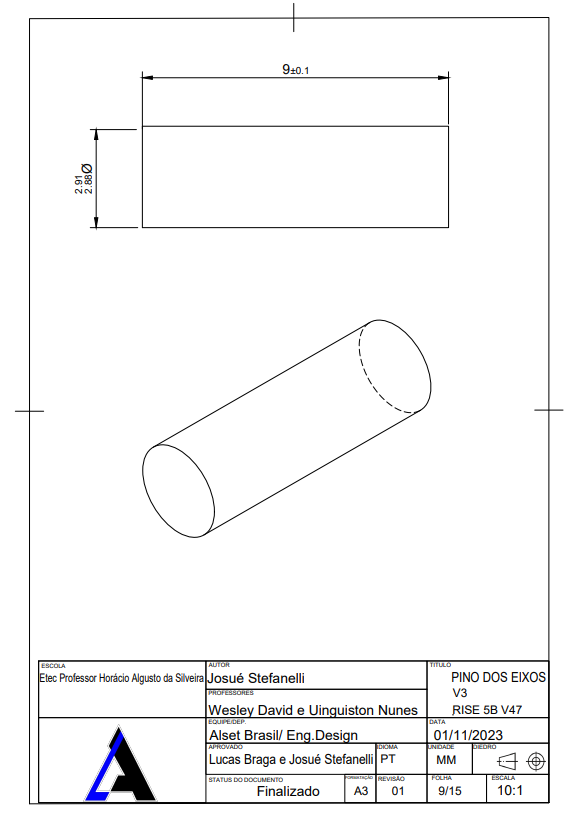 9±0.1
2.91
2.88Ø
ESCOLA
Etec Professor Horácio Algusto da Silveira
AUTOR
Josué Stefanelli
PROFESSORES
Wesley David e Uinguiston Nunes
TITULO
PINO DOS EIXOS
V3
RISE 5B V47
EQUIPE/DEP.
Alset Brasil/ Eng.Design
DATA
01/11/2023
APROVADO
Lucas Braga e Josué Stefanelli
IDIOMA
PT
UNIDADE
MM
DIEDRO
STATUS DO DOCUMENTO
Finalizado
FORMATAÇÃO
A3
REVISÃO
01
FOLHA
9/15
ESCALA
10:1